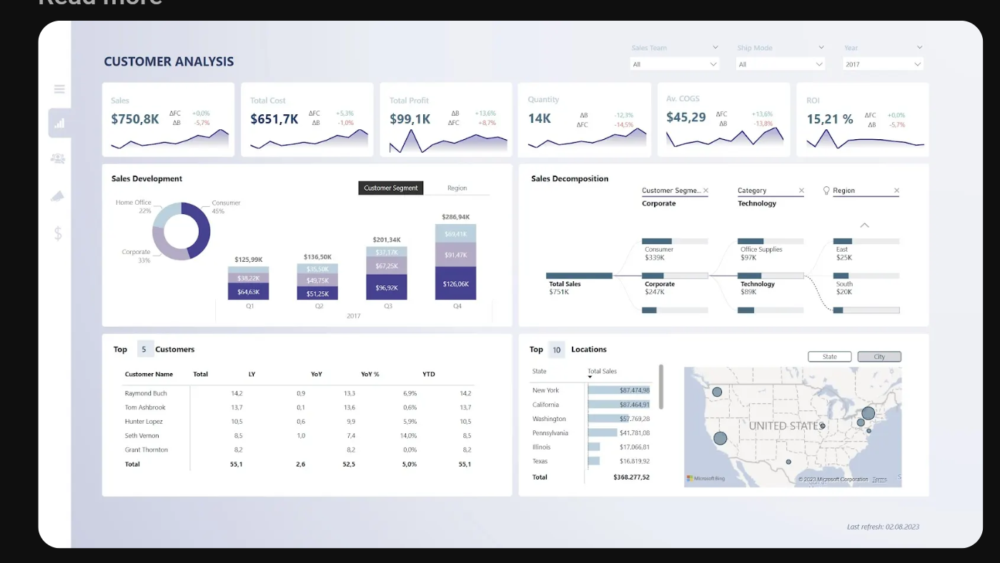 Read more
CUSTOMER ANALYSIS
Sales Team
All
Ship Mode
All
Year
2017
Sales
$750,8K
ΔFC +0,0%
ΔB -5,7%
Total Cost
$651,7K
ΔFC +5,3%
ΔB -1,0%
Total Profit
$99,1K
ΔB +13,6%
ΔFC +8,7%
Quantity
14K
ΔB -12,3%
ΔFC -14,5%
Av. COGS
$45,29
ΔFC +13,6%
ΔB -13,8%
ROI
15,21 %
ΔFC +0,0%
ΔB -5,7%
Sales Development
Customer Segment
Region
Home Office
22%
Consumer
45%
Corporate
33%
$125,99K
$38,22K
$64,63K
Q1
$136,50K
$35,50K
$49,75K
$51,25K
Q2
$201,34K
$37,17K
$67,25K
$96,92K
Q3
$286,94K
$69,41K
$91,47K
$126,06K
Q4
2017
Sales Decomposition
Customer Segme...
Corporate
Category
Technology
Region
Total Sales
$751K
Consumer
$339K
Corporate
$247K
Office Supplies
$97K
Technology
$89K
East
$25K
South
$20K
Top 5 Customers
Customer Name Total LY YoY YoY % YTD
Raymond Buch 14,2 0,9 13,3 6,9% 14,2
Tom Ashbrook 13,7 0,1 13,6 0,6% 13,7
Hunter Lopez 10,5 0,6 9,9 5,9% 10,5
Seth Vernon 8,5 1,0 7,4 14,0% 8,5
Grant Thornton 8,2 8,2 0,0% 8,2
Total 55,1 2,6 52,5 5,0% 55,1
Top 10 Locations
State
City
State Total Sales
New York $87.474,98
California $87.464,91
Washington $57.769,28
Pennsylvania $41.781,08
Illinois $17.066,81
Texas $16.819,92
Total $368.277,52
UNITED STATES
Microsoft Bing
© 2023 Microsoft Corporation Terms
Last refresh: 02.08.2023